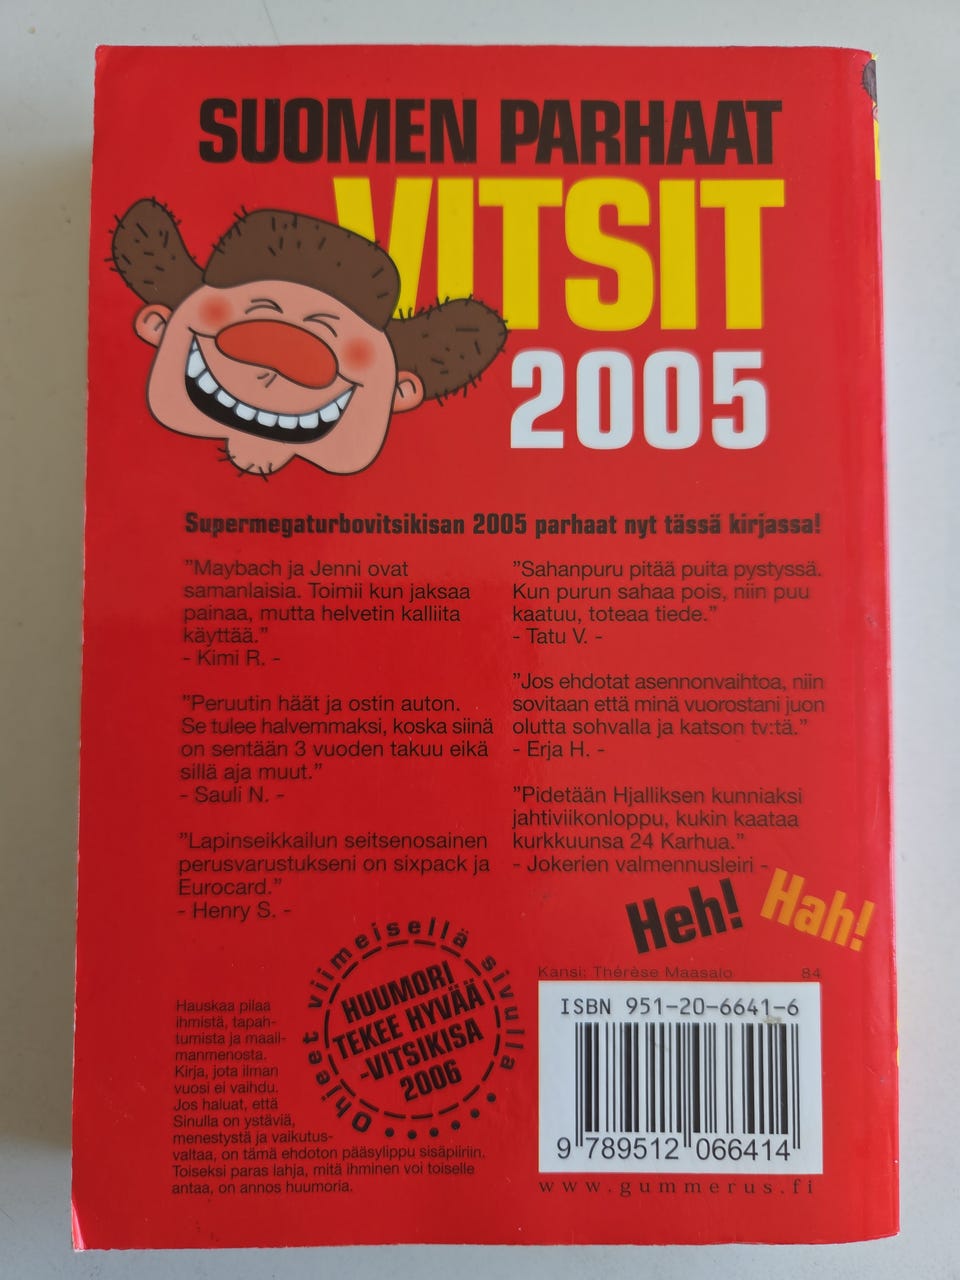 SUOMEN PARHAAT
VITSIT
2005
Supermegaturbovitsikisan 2005 parhaat nyt tässä kirjassa!
”Maybach ja Jenni ovat
samanlaisia. Toimii kun jaksaa
painaa, mutta helvetin kalliita
käyttää.”
- Kimi R. -
”Peruutin häät ja ostin auton.
Se tulee halvemmaksi, koska siinä
on sentään 3 vuoden takuu eikä
sillä aja muut.”
- Sauli N. -
”Lapinseikkailun seitsenosainen
perusvarustukseni on sixpack ja
Eurocard.”
- Henry S. -
”Sahanpuru pitää puita pystyssä.
Kun purun sahaa pois, niin puu
kaatuu, toteaa tiede.”
- Tatu V. -
”Jos ehdotat asennonvaihtoa, niin
sovitaan että minä vuorostani juon
olutta sohvalla ja katson tv:tä.”
- Erja H. -
”Pidetään Hjalliksen kunniaksi
jahtiviikonloppu, kukin kaataa
kurkkuunsa 24 Karhua.”
- Jokerien valmennusleiri -
Heh! Hah!
Ohjeet viimeisellä sivulla.....
HUUMORI
TEKEE HYVÄÄ
-VITSIKISA
2006
Hauskaa pilaa
ihmistä, tapah-
tumista ja maail-
manmenosta.
Kirja, jota ilman
vuosi ei vaihdu.
Jos haluat, että
Sinulla on ystäviä,
menestystä ja vaikutus-
valtaa, on tämä ehdoton pääsylippu sisäpiiriin.
Toiseksi paras lahja, mitä ihminen voi toiselle
antaa, on annos huumoria.
Kansi: Thérèse Maasalo 84
ISBN 951-20-6641-6
9 789512 066414
www.gummerus.fi